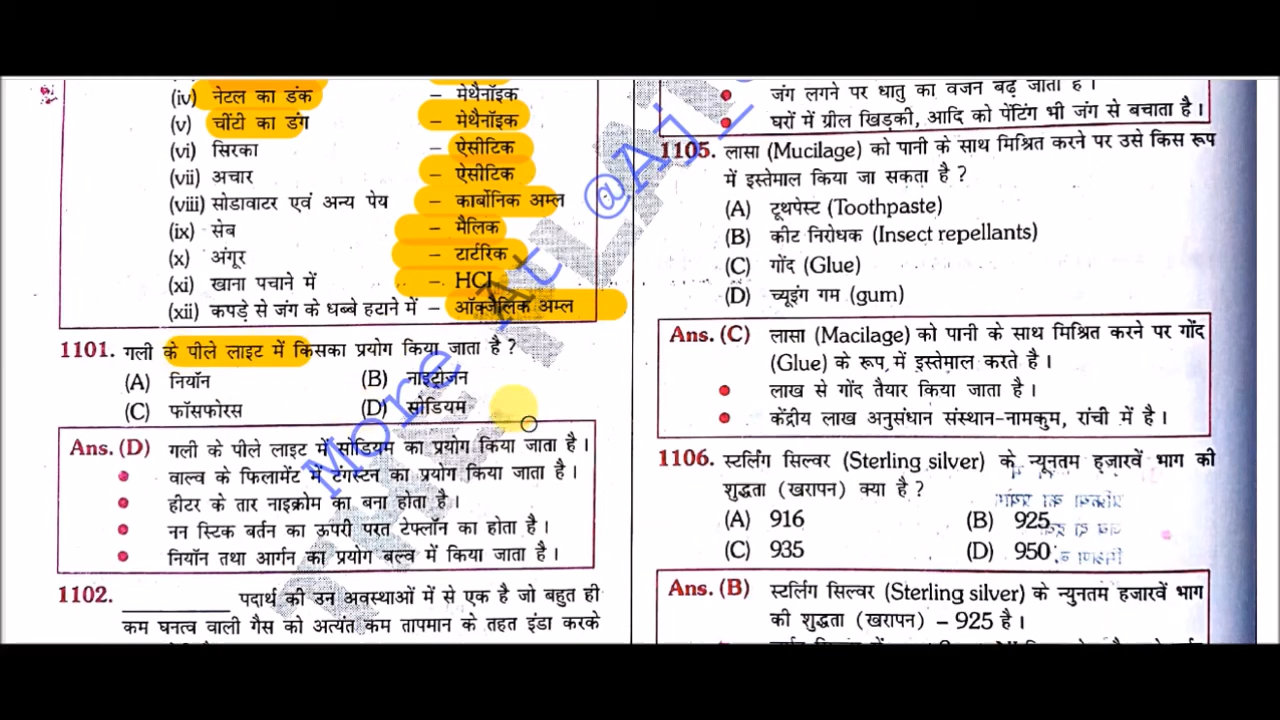 (iv) नेटल का डंक – मेथैनॉइक
(v) चींटी का डंग – मेथैनॉइक
(vi) सिरका – ऐसीटिक
(vii) अचार – ऐसीटिक
(viii) सोडावाटर एवं अन्य पेय – कार्बोनिक अम्ल
(ix) सेब – मैलिक
(x) अंगूर – टार्टरिक
(xi) खाना पचाने में – HCl
(xii) कपड़े से जंग के धब्बे हटाने में – ऑक्जैलिक अम्ल
1101. गली के पीले लाइट में किसका प्रयोग किया जाता है ?
(A) नियॉन (B) नाइट्रोजन
(C) फॉसफोरस (D) सोडियम
Ans. (D) गली के पीले लाइट में सोडियम का प्रयोग किया जाता है ।
• वाल्व के फिलामेंट में टंगस्टन का प्रयोग किया जाता है ।
• हीटर के तार नाइक्रोम का बना होता है ।
• नन स्टिक बर्तन का ऊपरी परत टेफ्लॉन का होता है ।
• नियॉन तथा आर्गन का प्रयोग बल्व में किया जाता है ।
1102. __________ पदार्थ की उन अवस्थाओं में से एक है जो बहुत ही
कम घनत्व वाली गैस को अत्यंत कम तापमान के तहत इंडा करके
• जंग लगने पर धातु का वजन बढ़ जाता है ।
• घरों में ग्रील खिड़की, आदि को पेंटिंग भी जंग से बचाता है ।
1105. लासा (Mucilage) को पानी के साथ मिश्रित करने पर उसे किस रूप
में इस्तेमाल किया जा सकता है ?
(A) टूथपेस्ट (Toothpaste)
(B) कीट निरोधक (Insect repellants)
(C) गोंद (Glue)
(D) च्यूइंग गम (gum)
Ans. (C) लासा (Macilage) को पानी के साथ मिश्रित करने पर गोंद
(Glue) के रूप में इस्तेमाल करते है ।
• लाख से गोंद तैयार किया जाता है ।
• केंद्रीय लाख अनुसंधान संस्थान-नामकुम, रांची में है ।
1106. स्टर्लिंग सिल्वर (Sterling silver) के न्यूनतम हज़ारवें भाग की
शुद्धता (खरापन) क्या है ?
(A) 916 (B) 925
(C) 935 (D) 950
Ans. (B) स्टर्लिग सिल्वर (Sterling silver) के न्युनतम हजारवें भाग
की शुद्धता (खरापन) – 925 है ।
More At @Aj